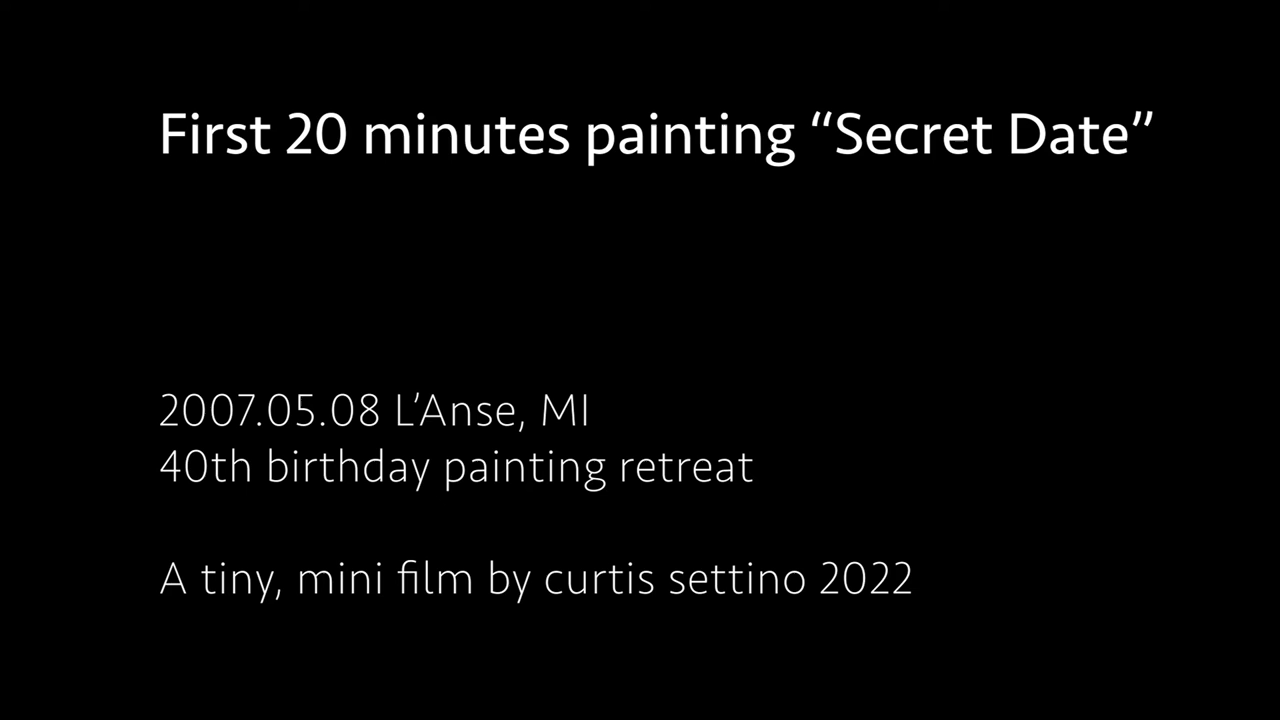 First 20 minutes painting “Secret Date”
2007.05.08 L’Anse, MI
40th birthday painting retreat
A tiny, mini film by curtis settino 2022